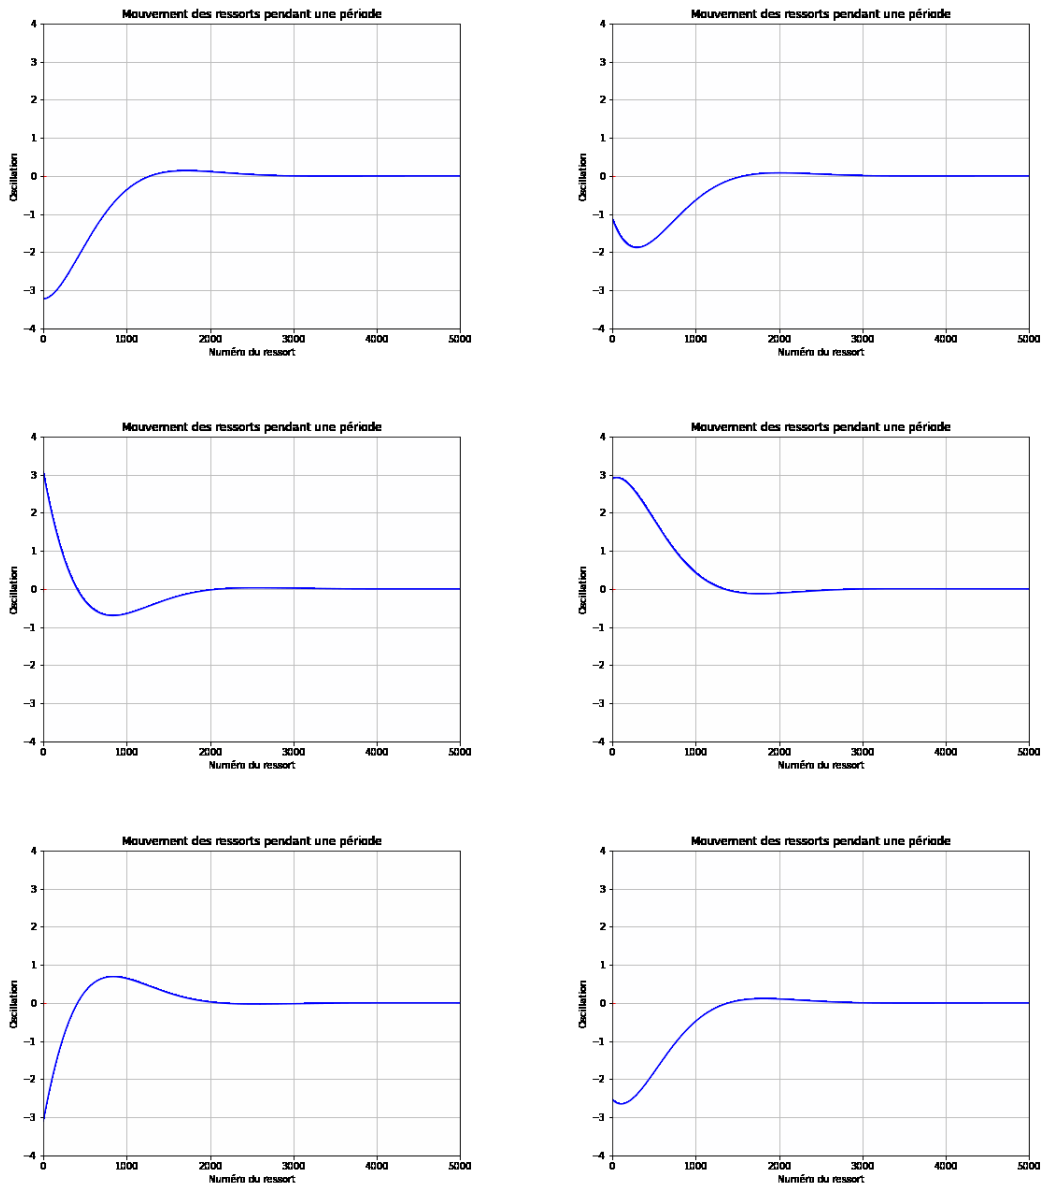 Mouvement des ressorts pendant une période
Mouvement des ressorts pendant une période
4
3
2
1
0
−1
−2
−3
−4
Oscillation
0 1000 2000 3000 4000 5000
Numéro du ressort
4
3
2
1
0
−1
−2
−3
−4
Oscillation
0 1000 2000 3000 4000 5000
Numéro du ressort
Mouvement des ressorts pendant une période
Mouvement des ressorts pendant une période
4
3
2
1
0
−1
−2
−3
−4
Oscillation
0 1000 2000 3000 4000 5000
Numéro du ressort
4
3
2
1
0
−1
−2
−3
−4
Oscillation
0 1000 2000 3000 4000 5000
Numéro du ressort
Mouvement des ressorts pendant une période
Mouvement des ressorts pendant une période
4
3
2
1
0
−1
−2
−3
−4
Oscillation
0 1000 2000 3000 4000 5000
Numéro du ressort
4
3
2
1
0
−1
−2
−3
−4
Oscillation
0 1000 2000 3000 4000 5000
Numéro du ressort